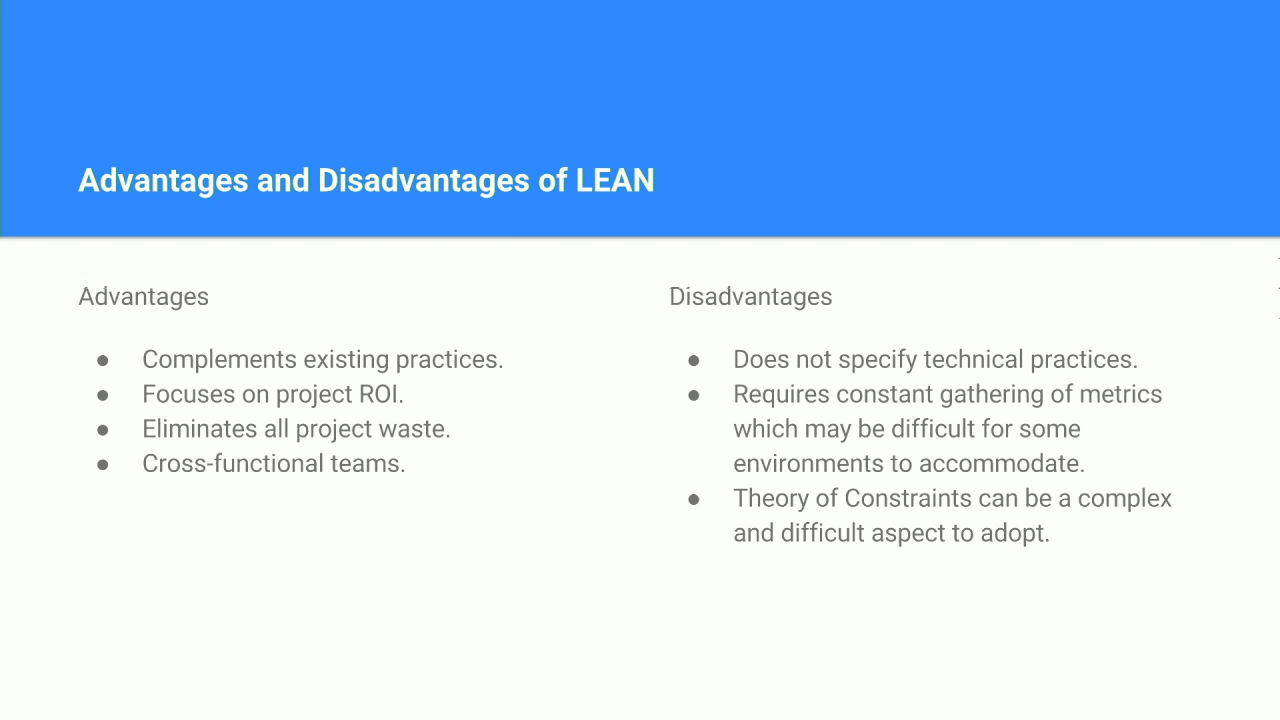 Advantages and Disadvantages of LEAN
Advantages
● Complements existing practices.
● Focuses on project ROI.
● Eliminates all project waste.
● Cross-functional teams.
Disadvantages
● Does not specify technical practices.
● Requires constant gathering of metrics
which may be difficult for some
environments to accommodate.
● Theory of Constraints can be a complex
and difficult aspect to adopt.